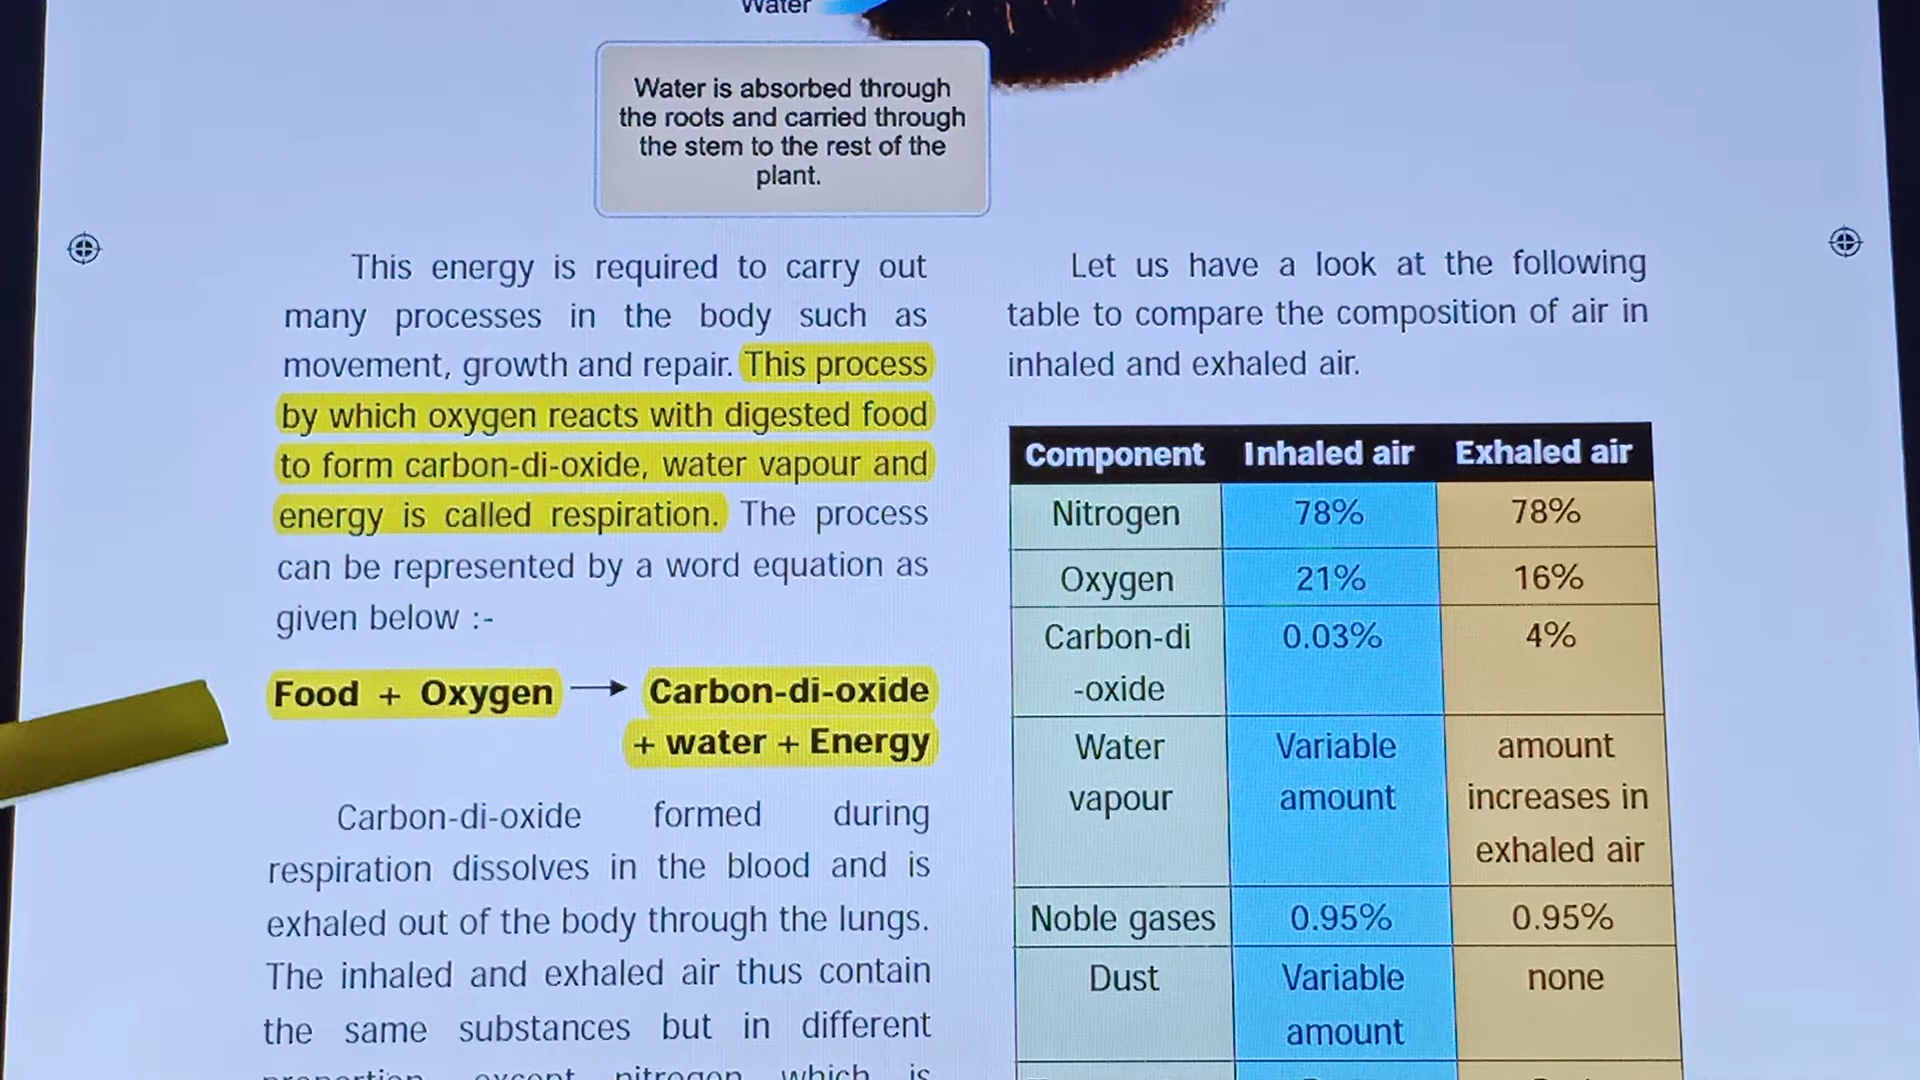 Water
Water is absorbed through
the roots and carried through
the stem to the rest of the
plant.
This energy is required to carry out
many processes in the body such as
movement, growth and repair. This process
by which oxygen reacts with digested food
to form carbon-di-oxide, water vapour and
energy is called respiration. The process
can be represented by a word equation as
given below :-
Food + Oxygen → Carbon-di-oxide
+ water + Energy
Carbon-di-oxide formed during
respiration dissolves in the blood and is
exhaled out of the body through the lungs.
The inhaled and exhaled air thus contain
the same substances but in different
proportion, except nitrogen which is
Let us have a look at the following
table to compare the composition of air in
inhaled and exhaled air.
Component Inhaled air Exhaled air
Nitrogen 78% 78%
Oxygen 21% 16%
Carbon-di 0.03% 4%
-oxide
Water Variable amount
vapour amount increases in
exhaled air
Noble gases 0.95% 0.95%
Dust Variable none
amount